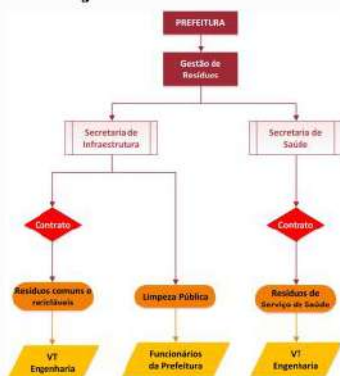 PREFEITURA
Gestão de
Resíduos
Secretaria de
Infraestrutura
Secretaria de
Saúde
Contrato
Contrato
Resíduos comuns e
recicláveis
Limpeza Pública
Resíduos de
Serviço de Saúde
VT
Engenharia
Funcionários
da Prefeitura
VT
Engenharia